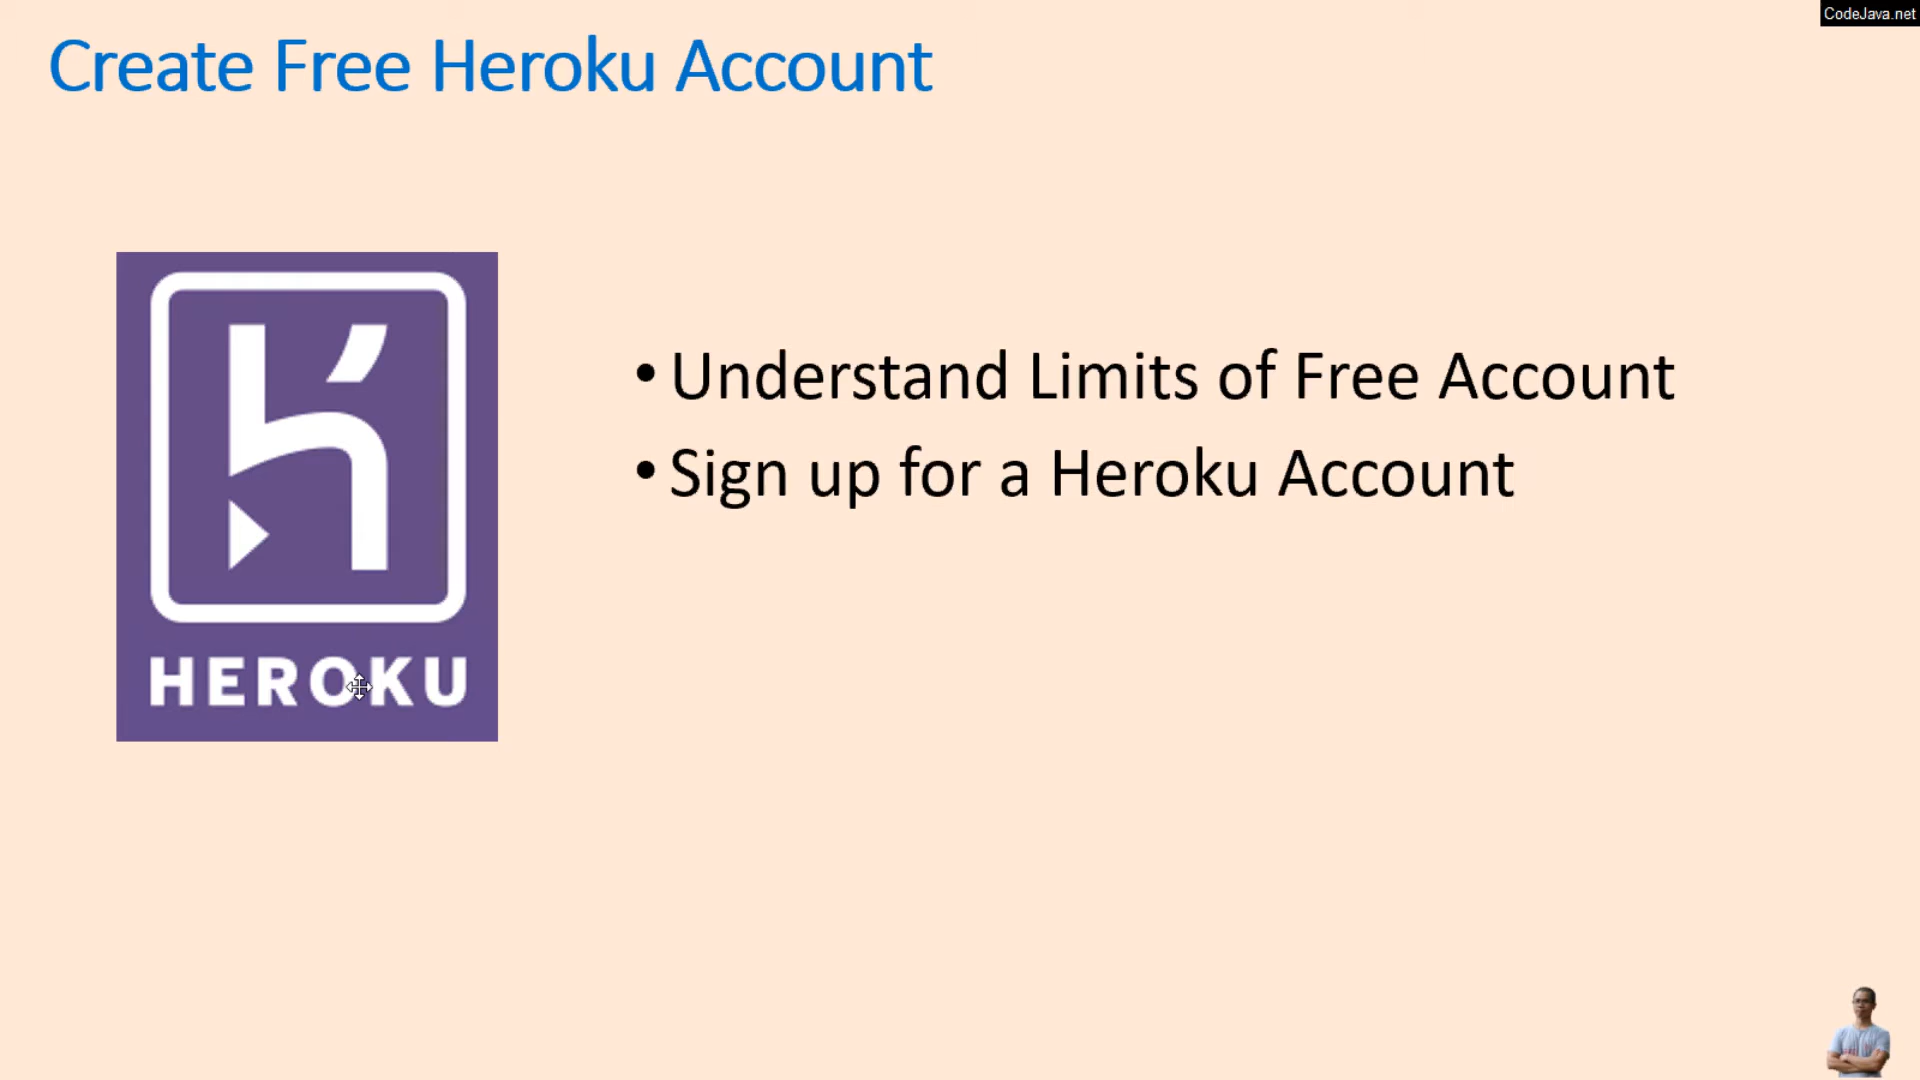 CodeJava.net
Create Free Heroku Account
• Understand Limits of Free Account
• Sign up for a Heroku Account
HEROKU